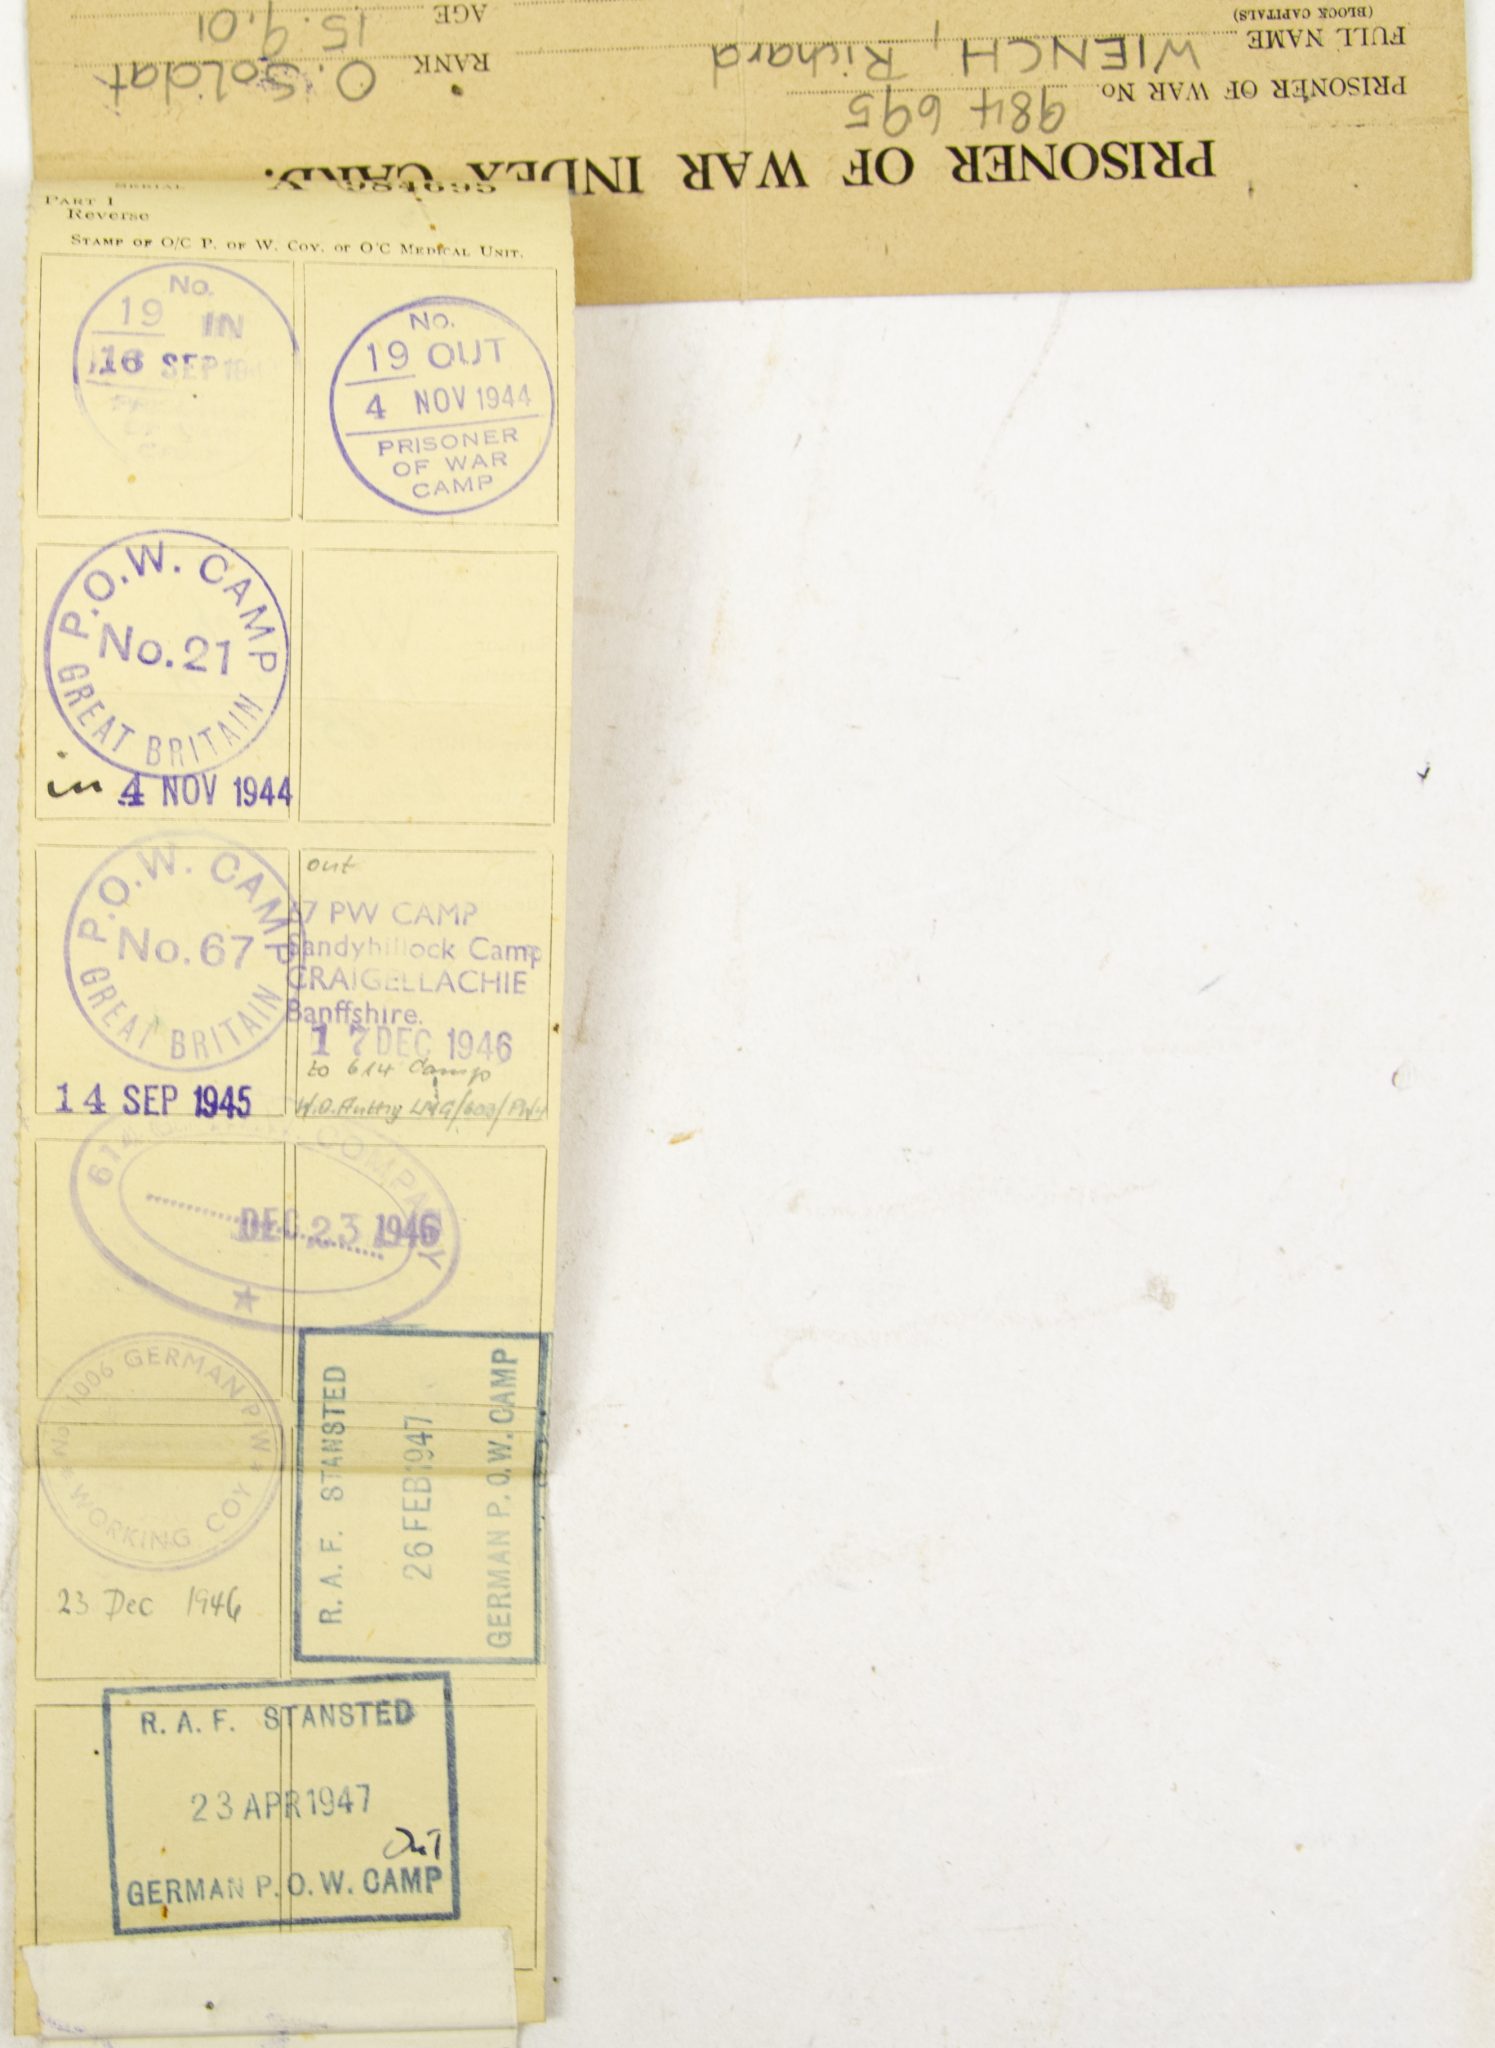 PRISONER OF WAR INDEX CARD.
PRISONER OF WAR No. 984 695
RANK O. Soldat
FULL NAME WIENCH, Richard
(BLOCK CAPITALS)
AGE 15.9.01
SERIAL 984695
PART I
Reverse
STAMP OF O/C P. OF W. COY. or O'C MEDICAL UNIT.
No.
19 IN
16 SEP
No.
19 OUT
4 NOV 1944
PRISONER
OF WAR
CAMP
P.O.W. CAMP
No. 21
GREAT BRITAIN
in 4 NOV 1944
P.O.W. CAMP
No. 67
GREAT BRITAIN
14 SEP 1945
out
67 PW CAMP
Sandyhillock Camp
CRAIGELLACHIE
Banffshire.
17 DEC 1946
to 614 Camp
COMPANY
DEC 23 1946
No. 1006 GERMAN P.W.
WORKING COY
23 Dec 1946
R.A.F. STANSTED
26 FEB 1947
GERMAN P.O.W. CAMP
R.A.F. STANSTED
23 APR 1947
Out
GERMAN P.O.W. CAMP